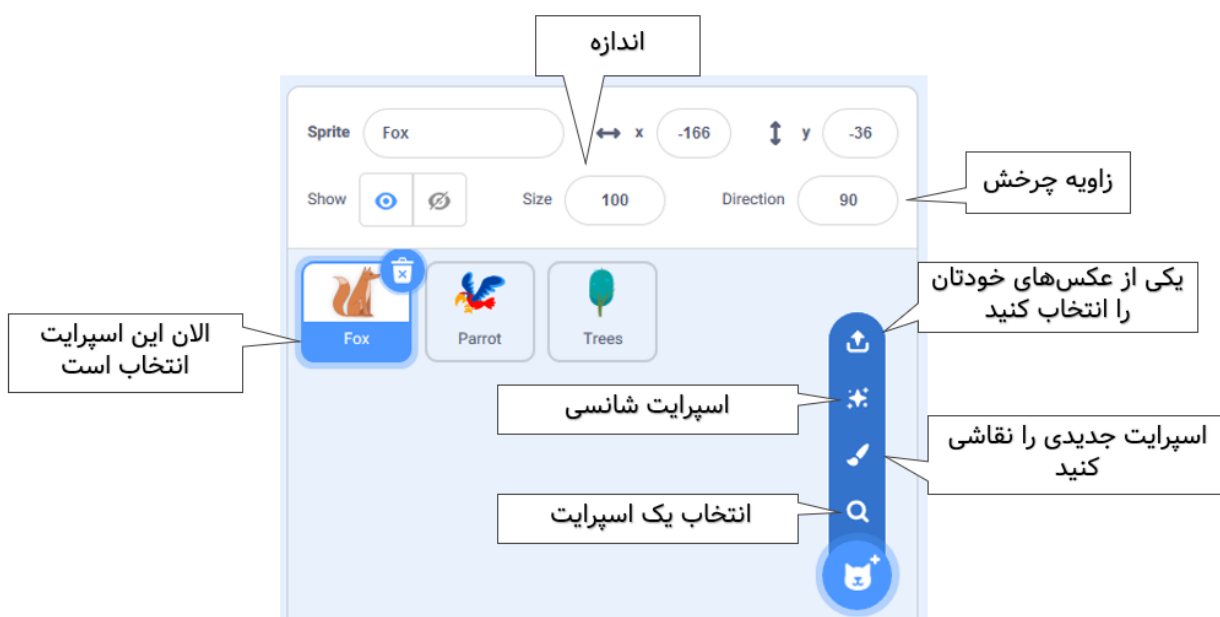 اندازه
Sprite Fox x -166 y -36
Show Size 100 Direction 90
زاویه چرخش
یکی از عکس‌های خودتان
را انتخاب کنید
الان این اسپرایت
انتخاب است
Fox Parrot Trees
اسپرایت شانسی
اسپرایت جدیدی را نقاشی
کنید
انتخاب یک اسپرایت